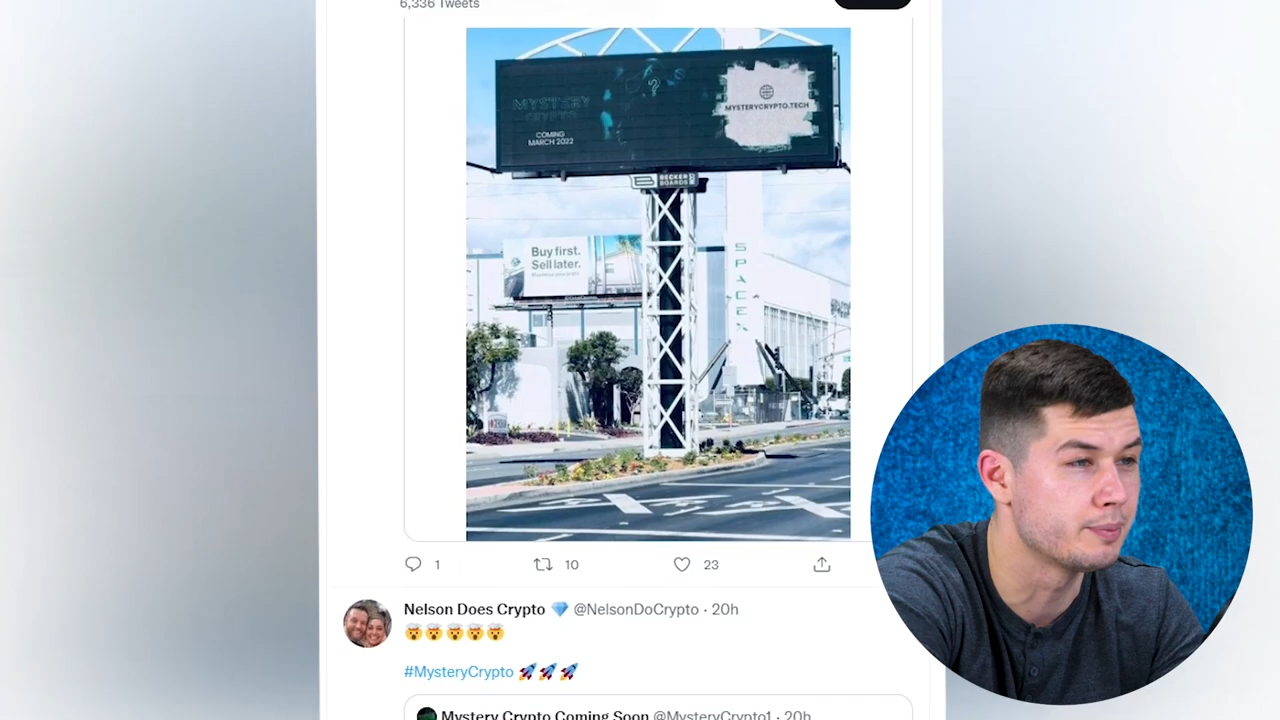 6,336 Tweets
MYSTERY
CRYPTO
COMING
MARCH 2022
?
MYSTERYCRYPTO.TECH
BECKER
BOARDS
Buy first.
Sell later.
SPACEX
1
10
23
Nelson Does Crypto 💎 @NelsonDoCrypto · 20h
🤯🤯🤯🤯🤯
#MysteryCrypto 🚀🚀🚀
Mystery Crypto Coming Soon @MysteryCrypto1 · 20h